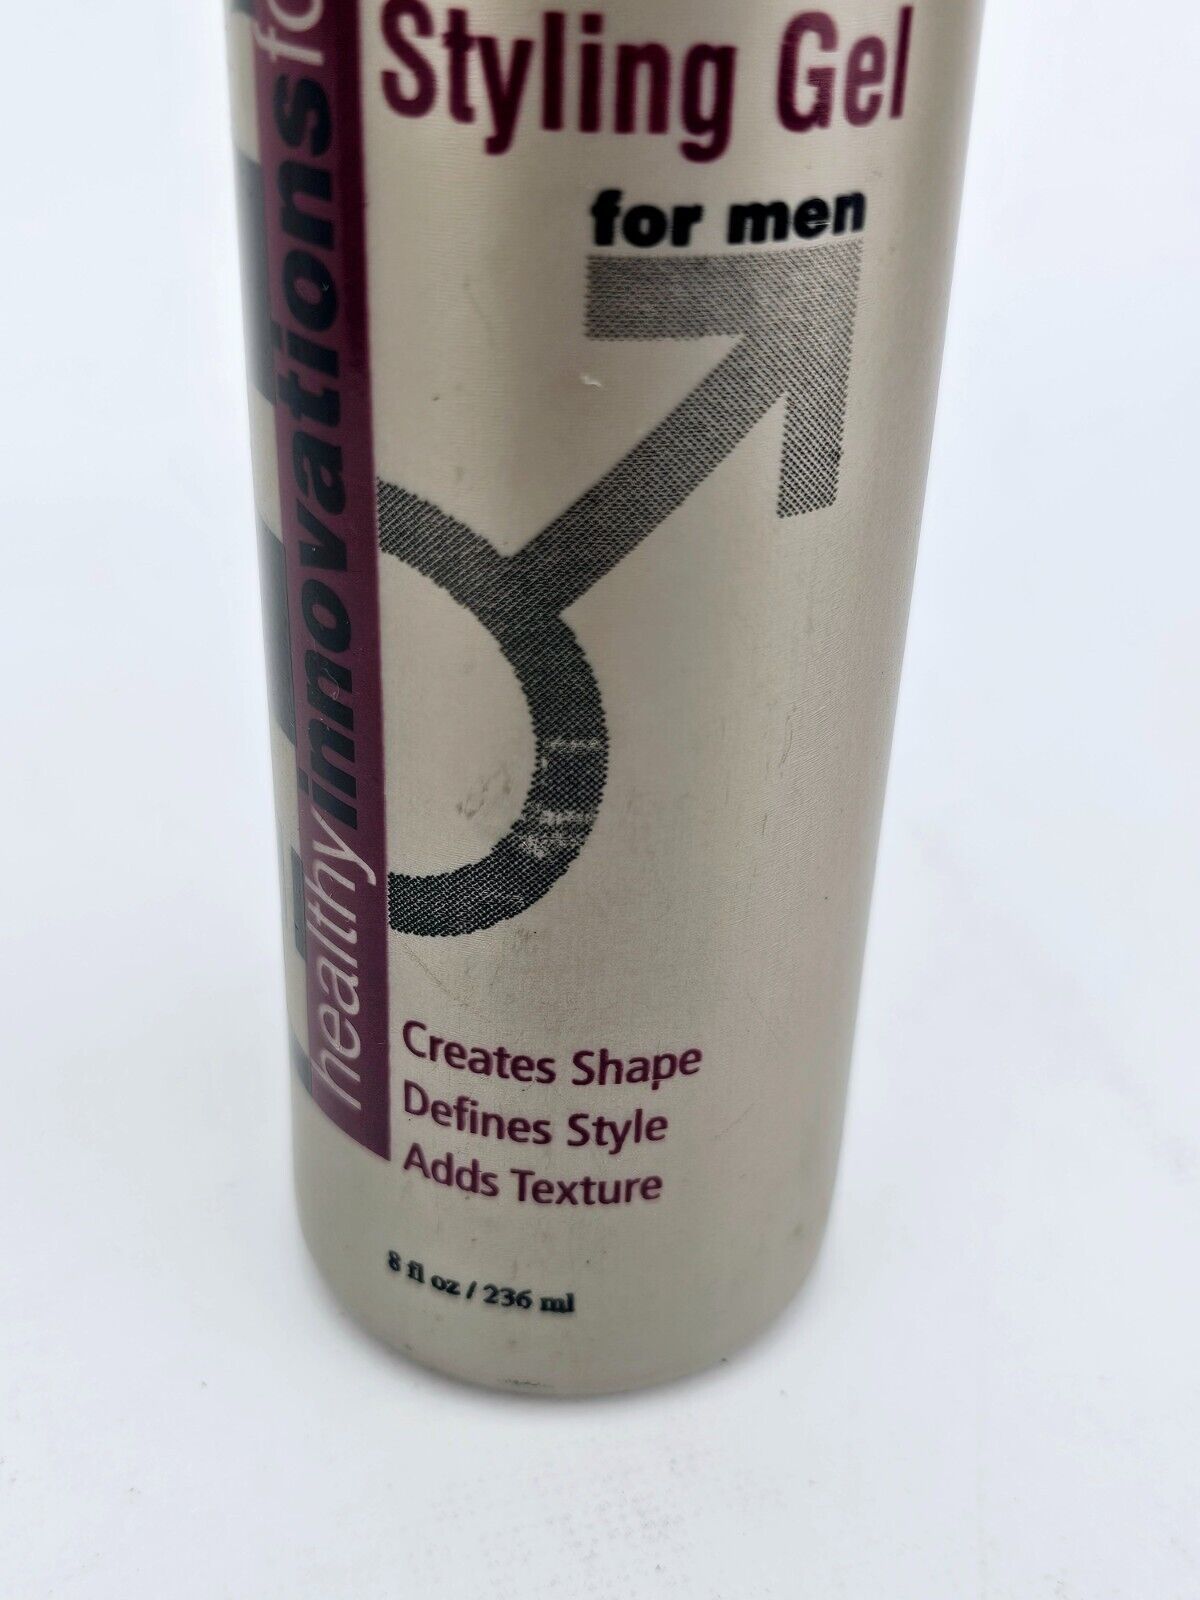 Styling Gel
for men
healthy innovations
Creates Shape
Defines Style
Adds Texture
8 fl oz / 236 ml